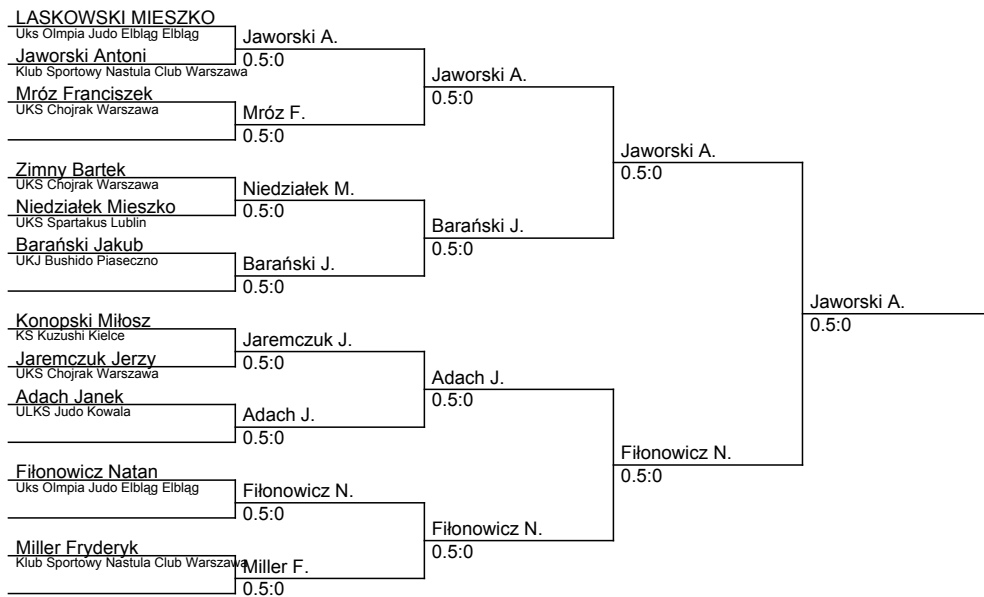 LASKOWSKI MIESZKO
Uks Olmpia Judo Elbląg Elbląg
Jaworski Antoni
Klub Sportowy Nastula Club Warszawa
Mróz Franciszek
UKS Chojrak Warszawa
Zimny Bartek
UKS Chojrak Warszawa
Niedziałek Mieszko
UKS Spartakus Lublin
Barański Jakub
UKJ Bushido Piaseczno
Konopski Miłosz
KS Kuzushi Kielce
Jaremczuk Jerzy
UKS Chojrak Warszawa
Adach Janek
ULKS Judo Kowala
Fiłonowicz Natan
Uks Olmpia Judo Elbląg Elbląg
Miller Fryderyk
Klub Sportowy Nastula Club Warszawa
Jaworski A.
0.5:0
Mróz F.
0.5:0
Niedziałek M.
0.5:0
Barański J.
0.5:0
Jaremczuk J.
0.5:0
Adach J.
0.5:0
Fiłonowicz N.
0.5:0
Miller F.
0.5:0
Jaworski A.
0.5:0
Barański J.
0.5:0
Adach J.
0.5:0
Fiłonowicz N.
0.5:0
Jaworski A.
0.5:0
Fiłonowicz N.
0.5:0
Jaworski A.
0.5:0